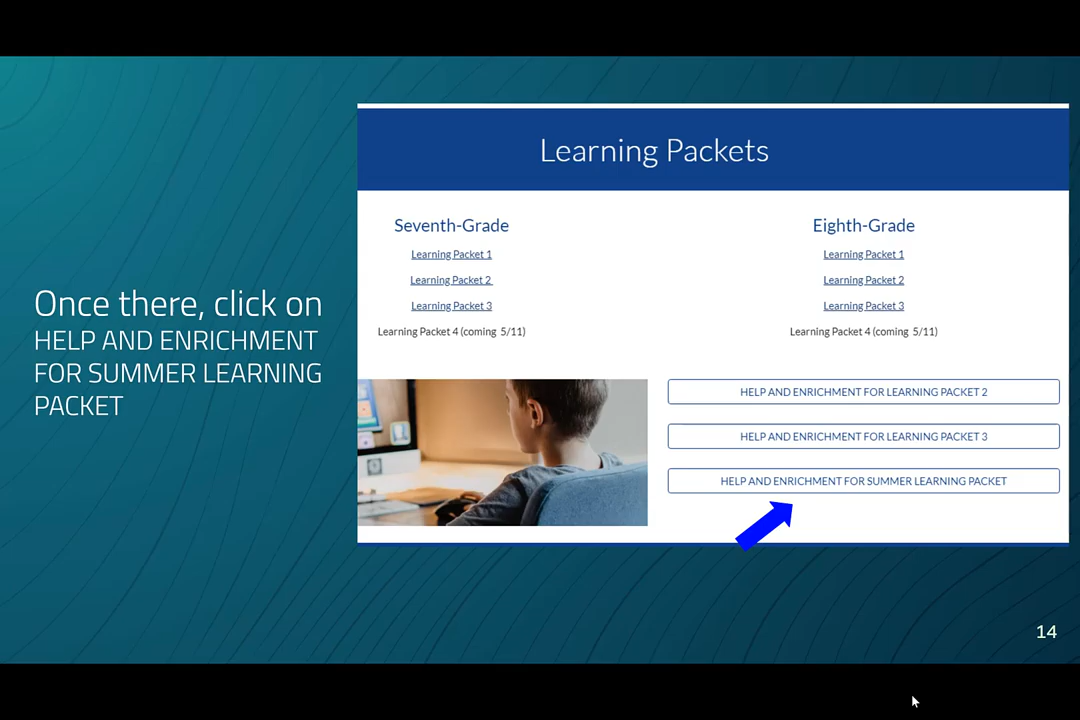 Once there, click on
HELP AND ENRICHMENT
FOR SUMMER LEARNING
PACKET
Learning Packets
Seventh-Grade
Learning Packet 1
Learning Packet 2
Learning Packet 3
Learning Packet 4 (coming 5/11)
Eighth-Grade
Learning Packet 1
Learning Packet 2
Learning Packet 3
Learning Packet 4 (coming 5/11)
HELP AND ENRICHMENT FOR LEARNING PACKET 2
HELP AND ENRICHMENT FOR LEARNING PACKET 3
HELP AND ENRICHMENT FOR SUMMER LEARNING PACKET
14